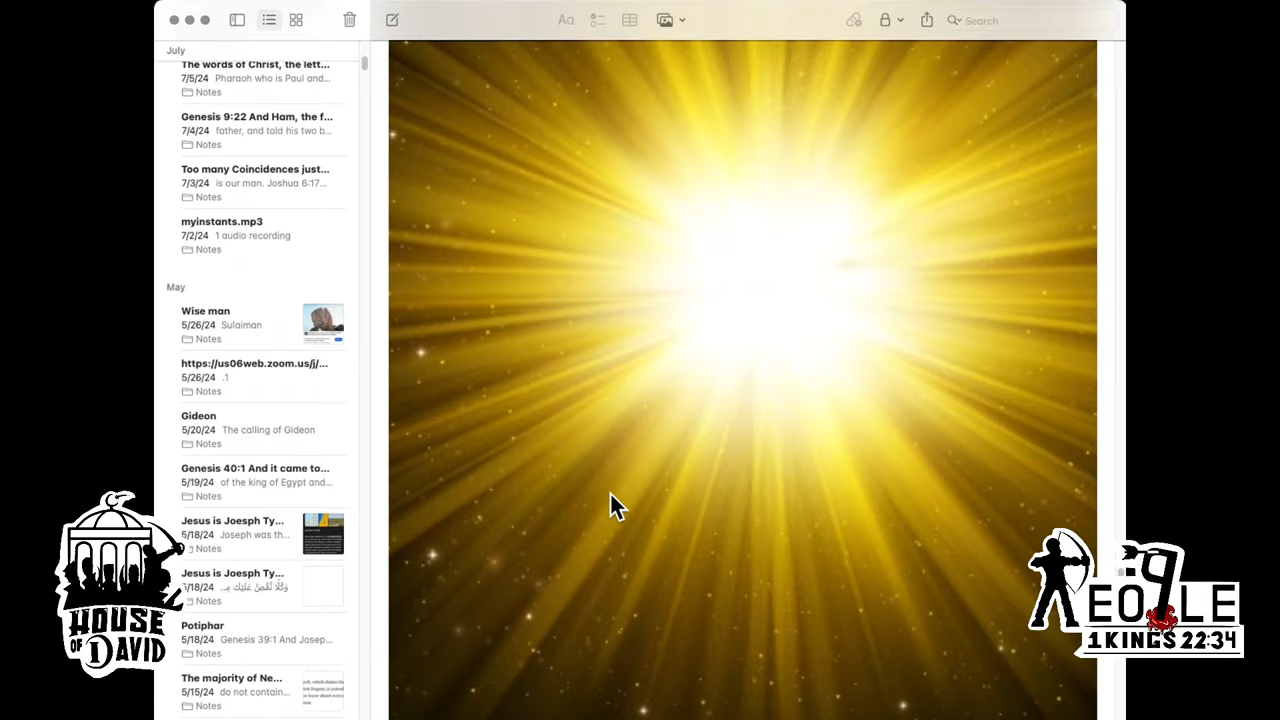 Aa
Search
July
The words of Christ, the lett...
7/5/24 Pharaoh who is Paul and...
Notes
Genesis 9:22 And Ham, the f...
7/4/24 father, and told his two b...
Notes
Too many Coincidences just...
7/3/24 is our man. Joshua 6:17...
Notes
myinstants.mp3
7/2/24 1 audio recording
Notes
May
Wise man
5/26/24 Sulaiman
Notes
https://us06web.zoom.us/j/...
5/26/24 .1
Notes
Gideon
5/20/24 The calling of Gideon
Notes
Genesis 40:1 And it came to...
5/19/24 of the king of Egypt and...
Notes
Jesus is Joesph Ty...
5/18/24 Joseph was th...
Notes
Jesus is Joesph Ty...
5/18/24 وَكُلًّا نَّقُصُّ عَلَيْكَ مِـ...
Notes
Potiphar
5/18/24 Genesis 39:1 And Josep...
Notes
The majority of Ne...
5/15/24 do not contain...
Notes
HOUSE
OF DAVID
1 KINGS 22:34